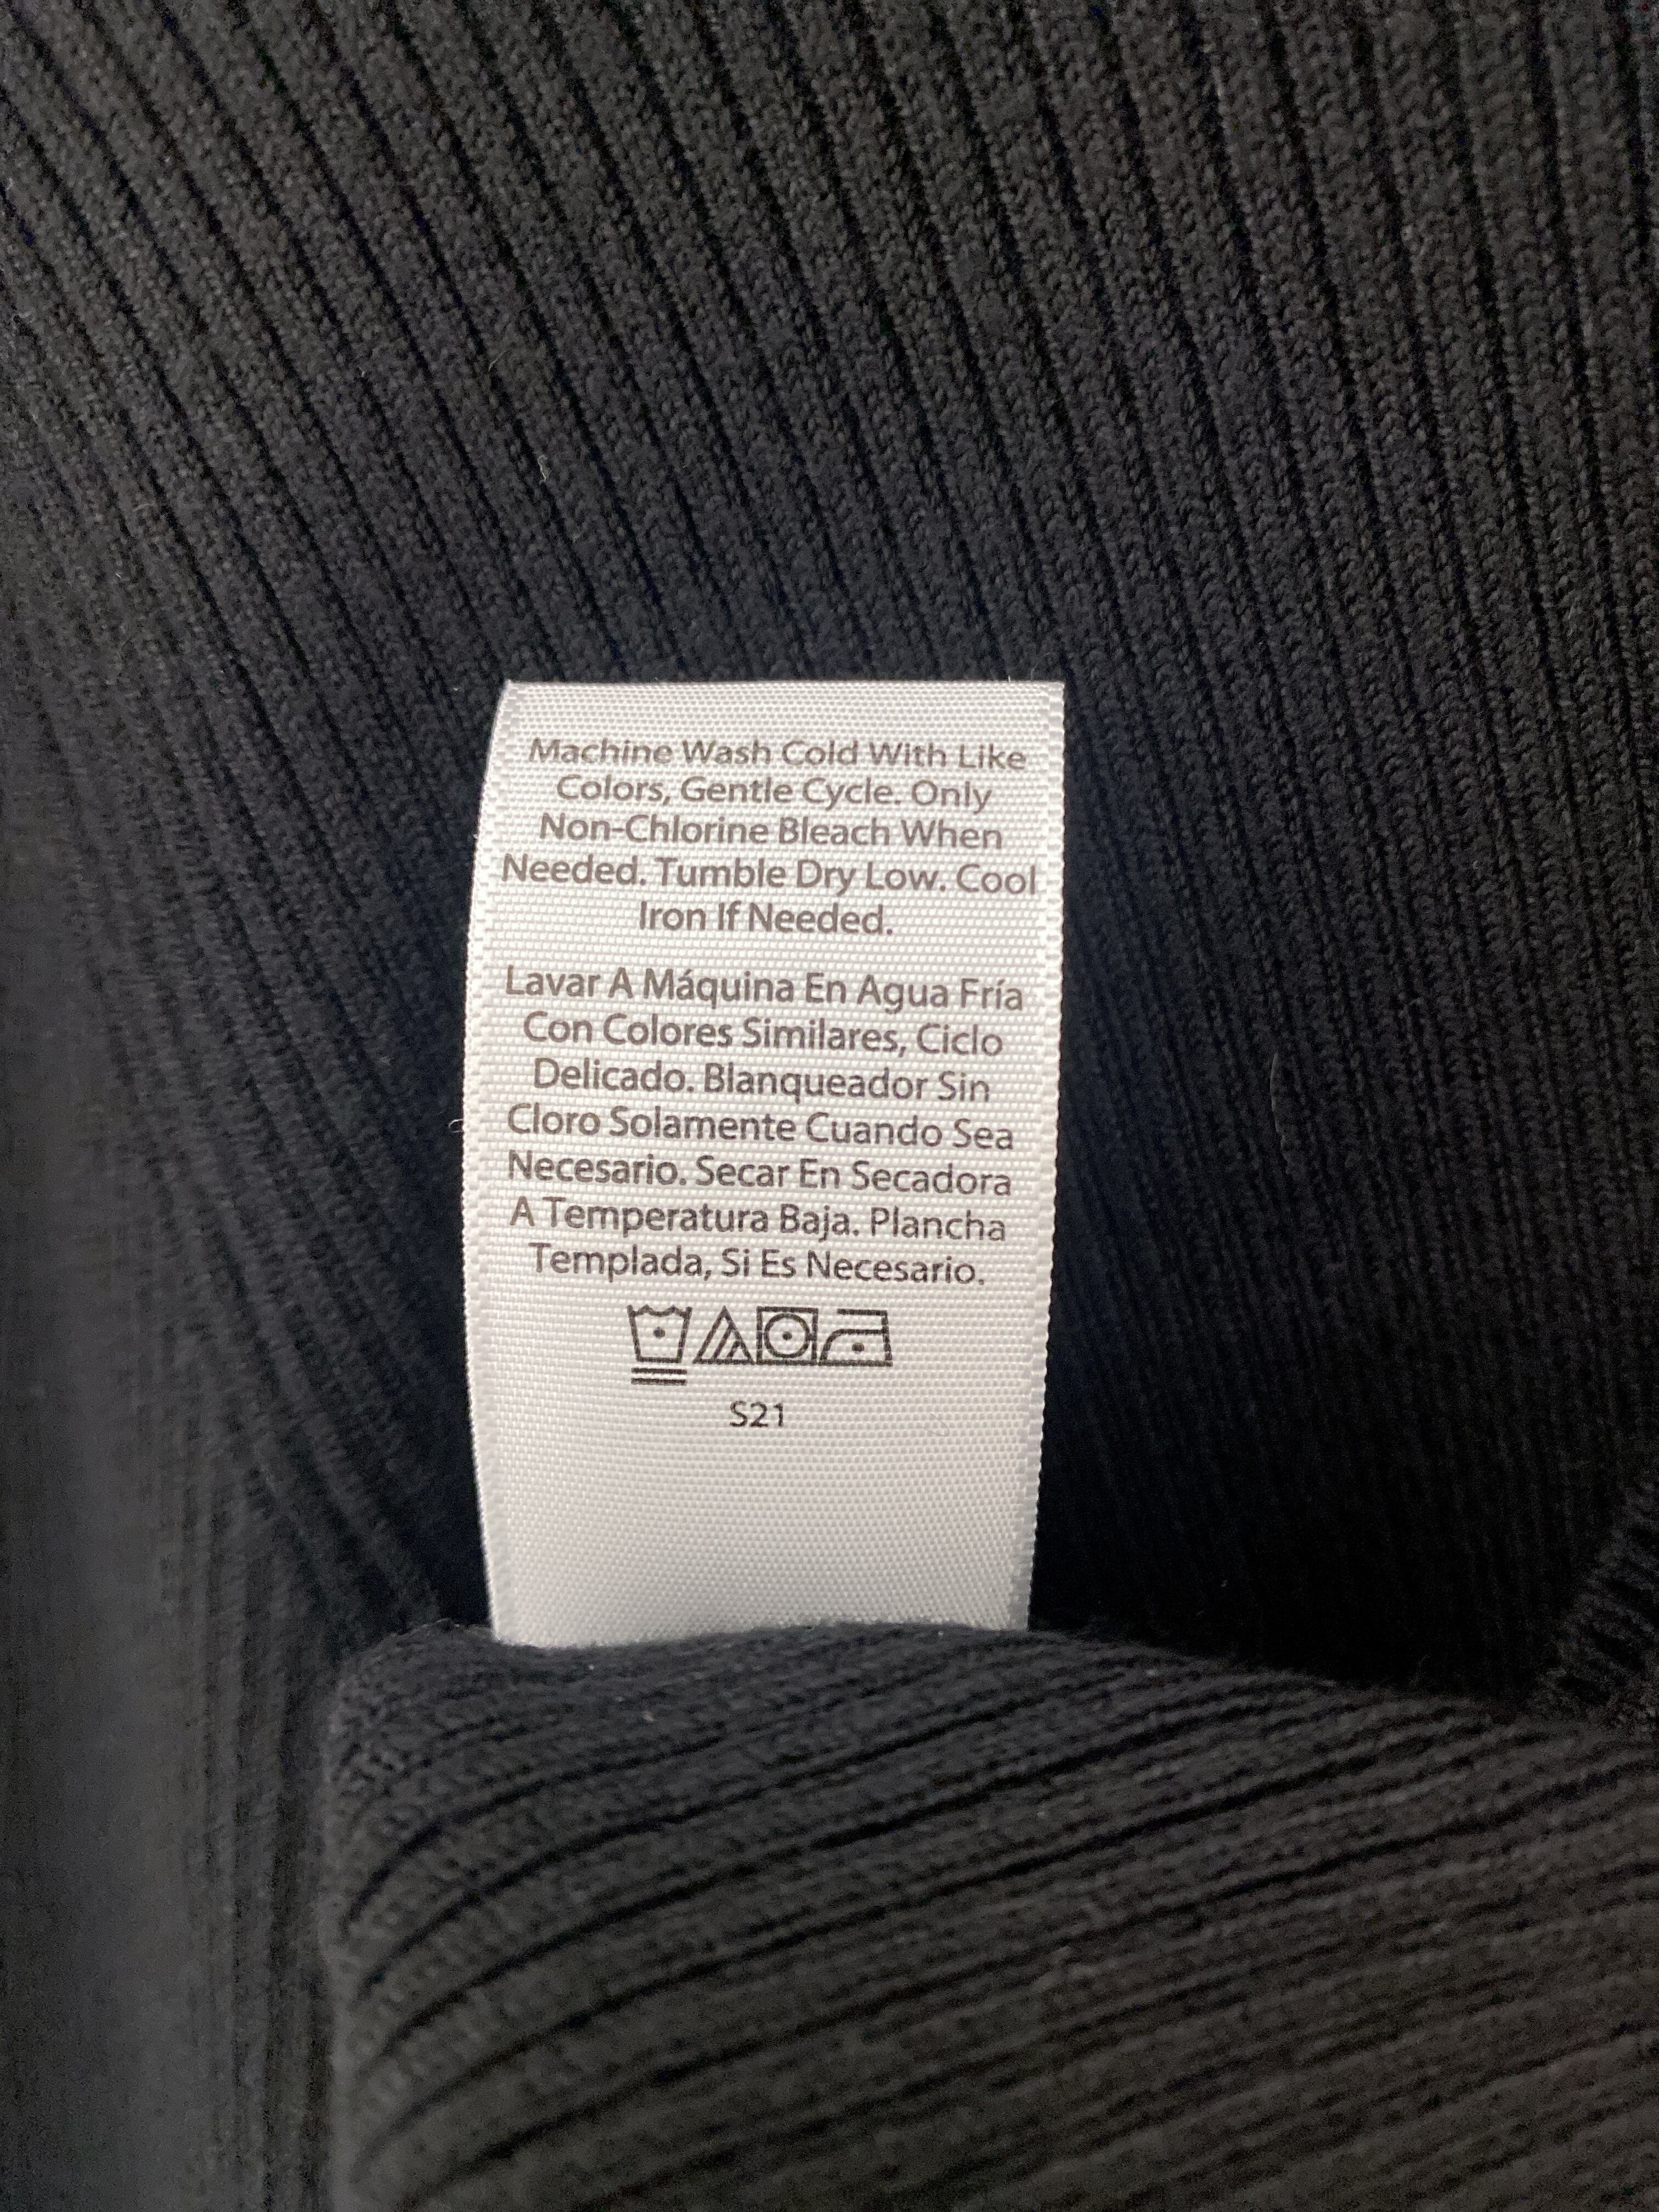 Machine Wash Cold With Like
Colors, Gentle Cycle. Only
Non-Chlorine Bleach When
Needed. Tumble Dry Low. Cool
Iron If Needed.
Lavar A Máquina En Agua Fría
Con Colores Similares, Ciclo
Delicado. Blanqueador Sin
Cloro Solamente Cuando Sea
Necesario. Secar En Secadora
A Temperatura Baja. Plancha
Templada, Si Es Necesario.
S21